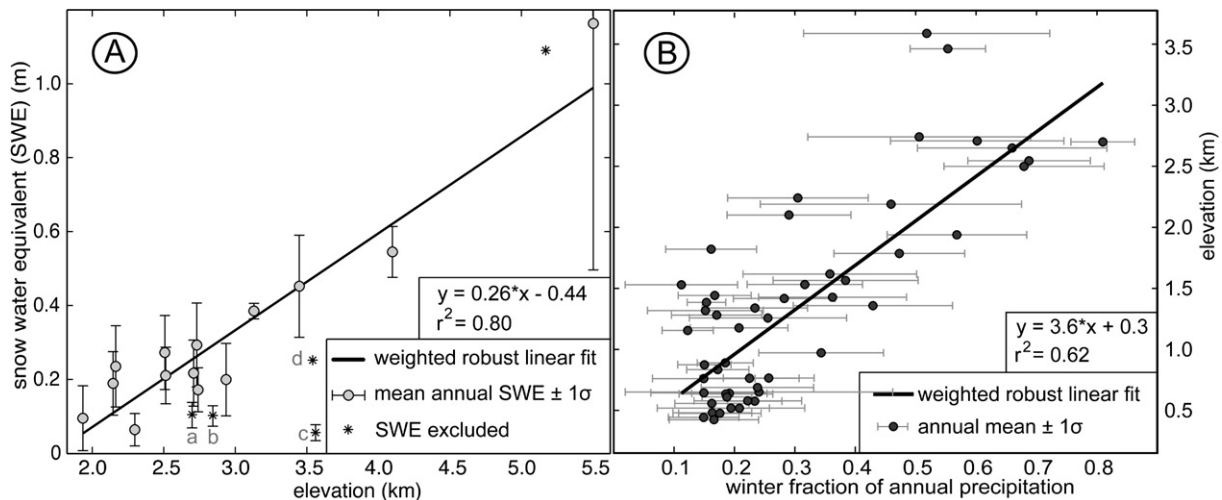 A
snow water equivalent (SWE) (m)
1.0
0.8
0.6
0.4
0.2
0
2.0 2.5 3.0 3.5 4.0 4.5 5.0 5.5
elevation (km)
d
a
b
c
y = 0.26*x - 0.44
r² = 0.80
weighted robust linear fit
mean annual SWE ± 1σ
SWE excluded
B
3.5
3.0
2.5
2.0
1.5
1.0
0.5
elevation (km)
0.1 0.2 0.3 0.4 0.5 0.6 0.7 0.8
winter fraction of annual precipitation
y = 3.6*x + 0.3
r² = 0.62
weighted robust linear fit
annual mean ± 1σ